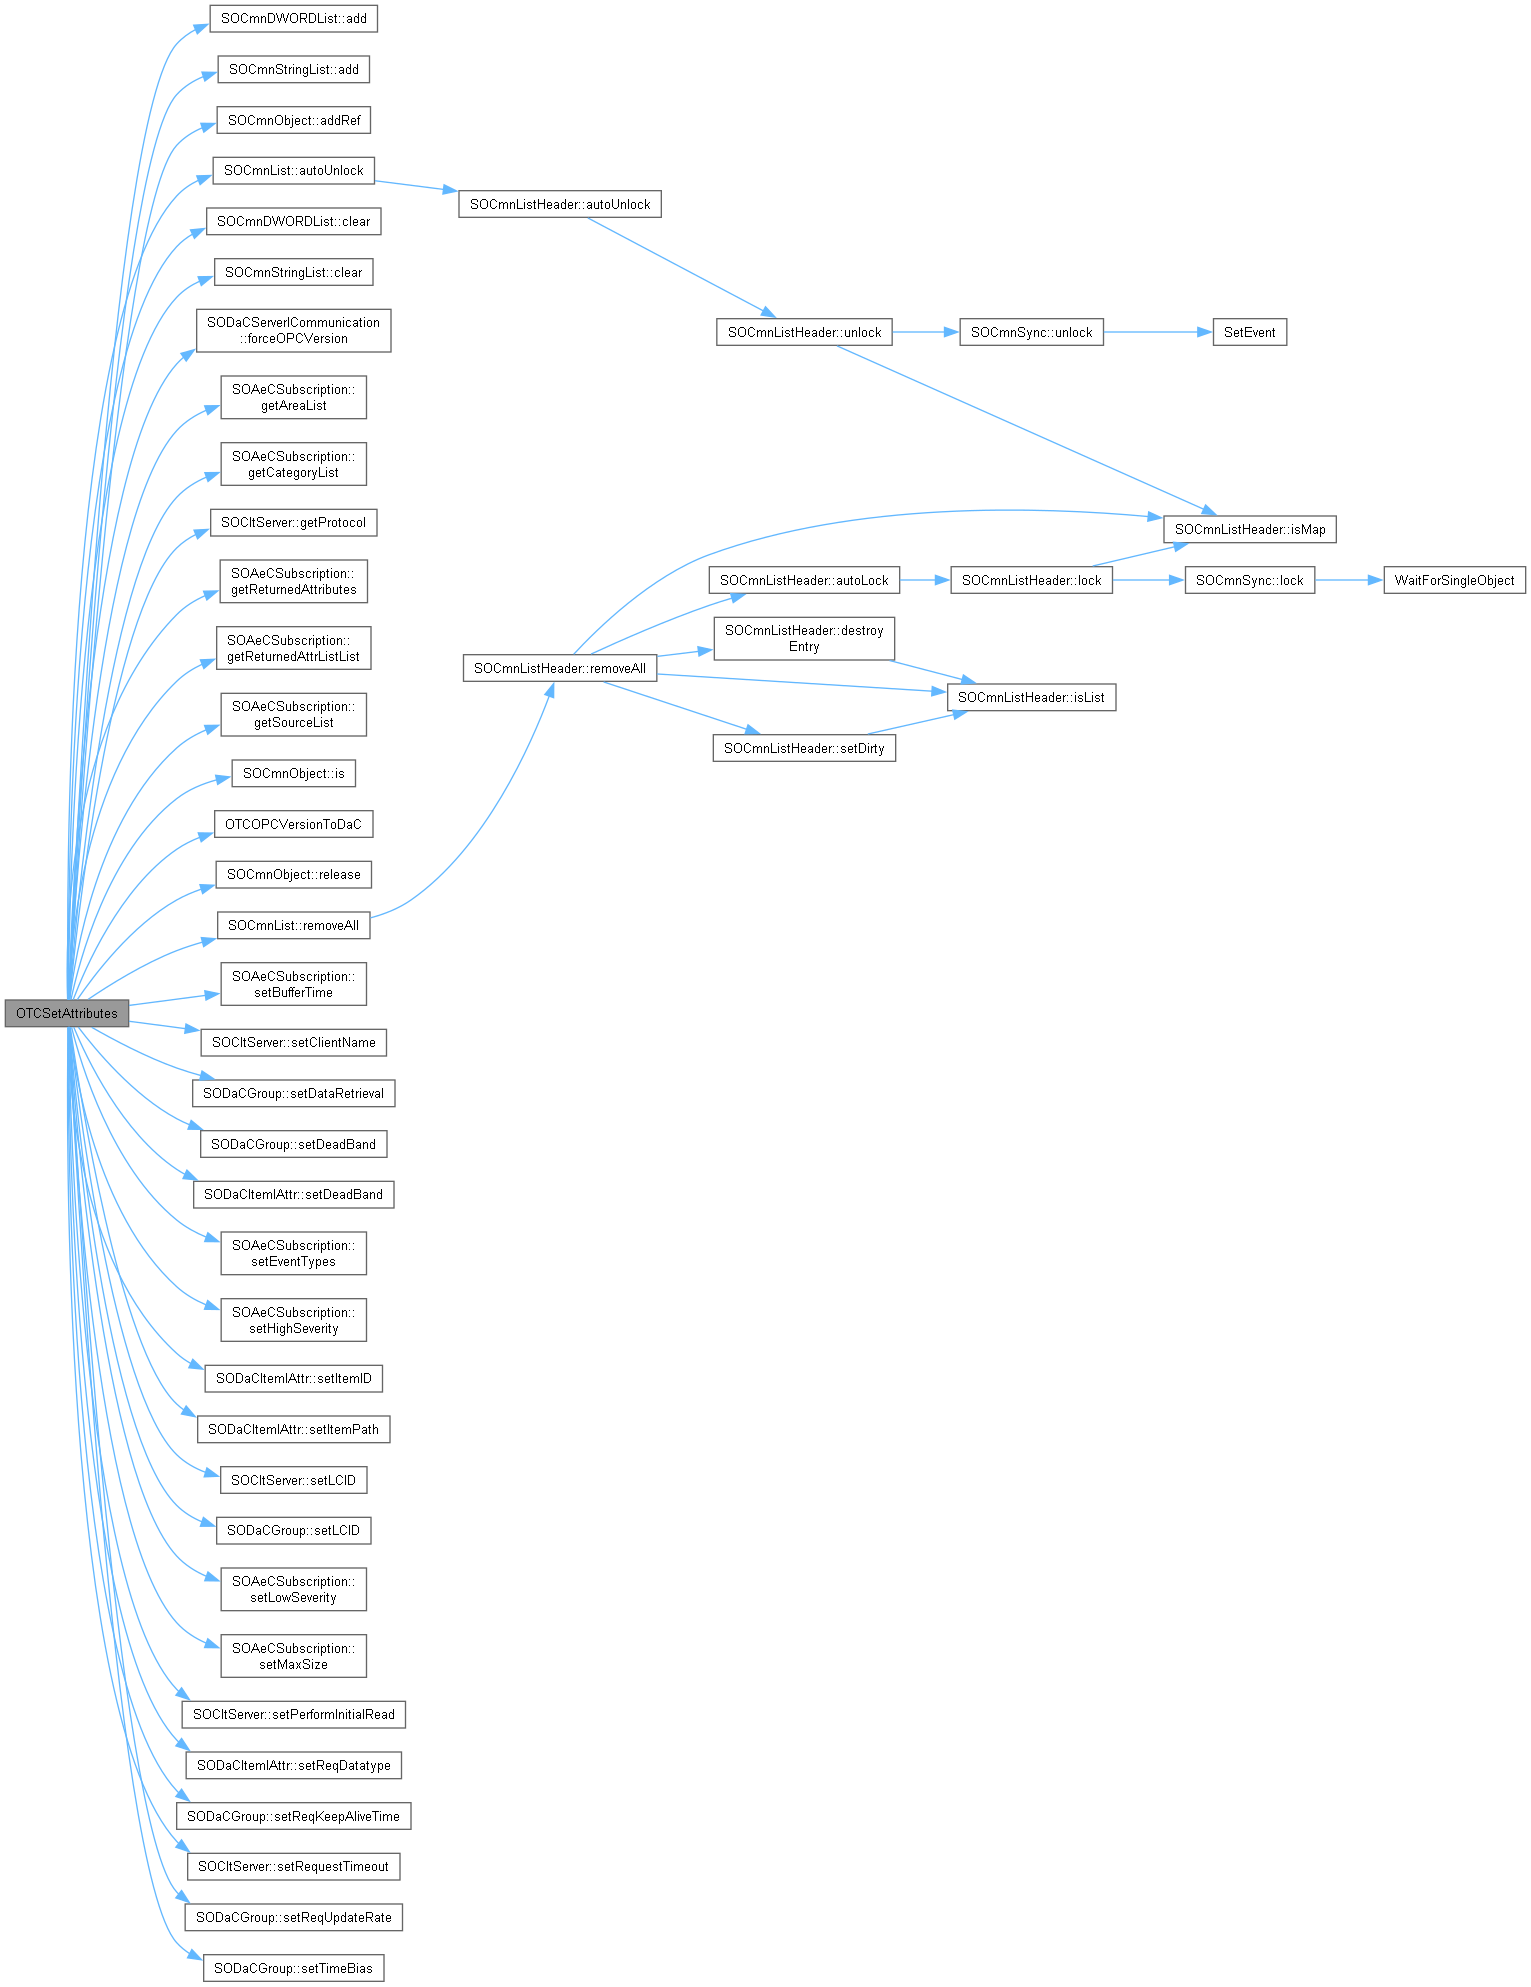 SOCmnDWORDList::add
SOCmnStringList::add
SOCmnObject::addRef
SOCmnList::autoUnlock
SOCmnListHeader::autoUnlock
SOCmnDWORDList::clear
SOCmnStringList::clear
SODaCServerICommunication
::forceOPCVersion
SOCmnListHeader::unlock
SOCmnSync::unlock
SetEvent
SOAeCSubscription::
getAreaList
SOAeCSubscription::
getCategoryList
SOCltServer::getProtocol
SOCmnListHeader::isMap
SOAeCSubscription::
getReturnedAttributes
SOCmnListHeader::autoLock
SOCmnListHeader::lock
SOCmnSync::lock
WaitForSingleObject
SOAeCSubscription::
getReturnedAttrListList
SOCmnListHeader::removeAll
SOCmnListHeader::destroy
Entry
SOCmnListHeader::isList
SOAeCSubscription::
getSourceList
SOCmnListHeader::setDirty
SOCmnObject::is
OTCOPCVersionToDaC
SOCmnObject::release
SOCmnList::removeAll
SOAeCSubscription::
setBufferTime
OTCSetAttributes
SOCltServer::setClientName
SODaCGroup::setDataRetrieval
SODaCGroup::setDeadBand
SODaCItemIAttr::setDeadBand
SOAeCSubscription::
setEventTypes
SOAeCSubscription::
setHighSeverity
SODaCItemIAttr::setItemID
SODaCItemIAttr::setItemPath
SOCltServer::setLCID
SODaCGroup::setLCID
SOAeCSubscription::
setLowSeverity
SOAeCSubscription::
setMaxSize
SOCltServer::setPerformInitialRead
SODaCItemIAttr::setReqDatatype
SODaCGroup::setReqKeepAliveTime
SOCltServer::setRequestTimeout
SODaCGroup::setReqUpdateRate
SODaCGroup::setTimeBias